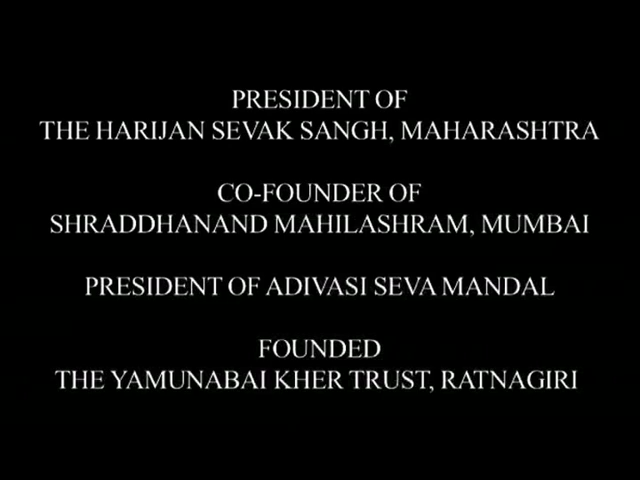 PRESIDENT OF
THE HARIJAN SEVAK SANGH, MAHARASHTRA
CO-FOUNDER OF
SHRADDHANAND MAHILASHRAM, MUMBAI
PRESIDENT OF ADIVASI SEVA MANDAL
FOUNDED
THE YAMUNABAI KHER TRUST, RATNAGIRI